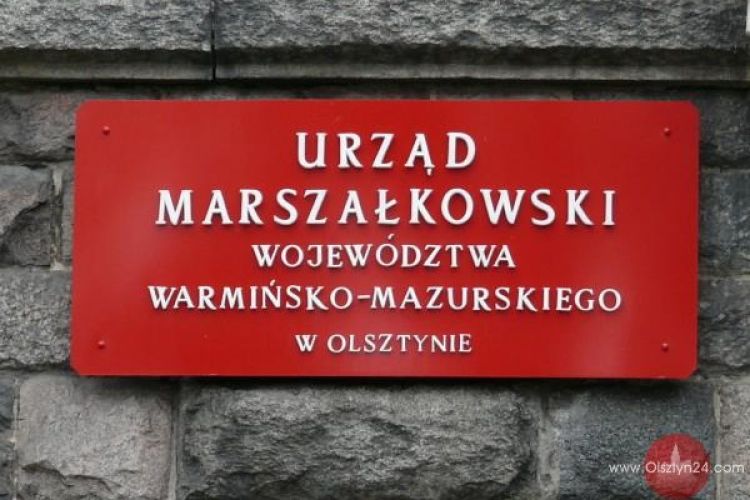 URZĄD
MARSZAŁKOWSKI
WOJEWÓDZTWA
WARMIŃSKO-MAZURSKIEGO
W OLSZTYNIE
www.Olsztyn24.com